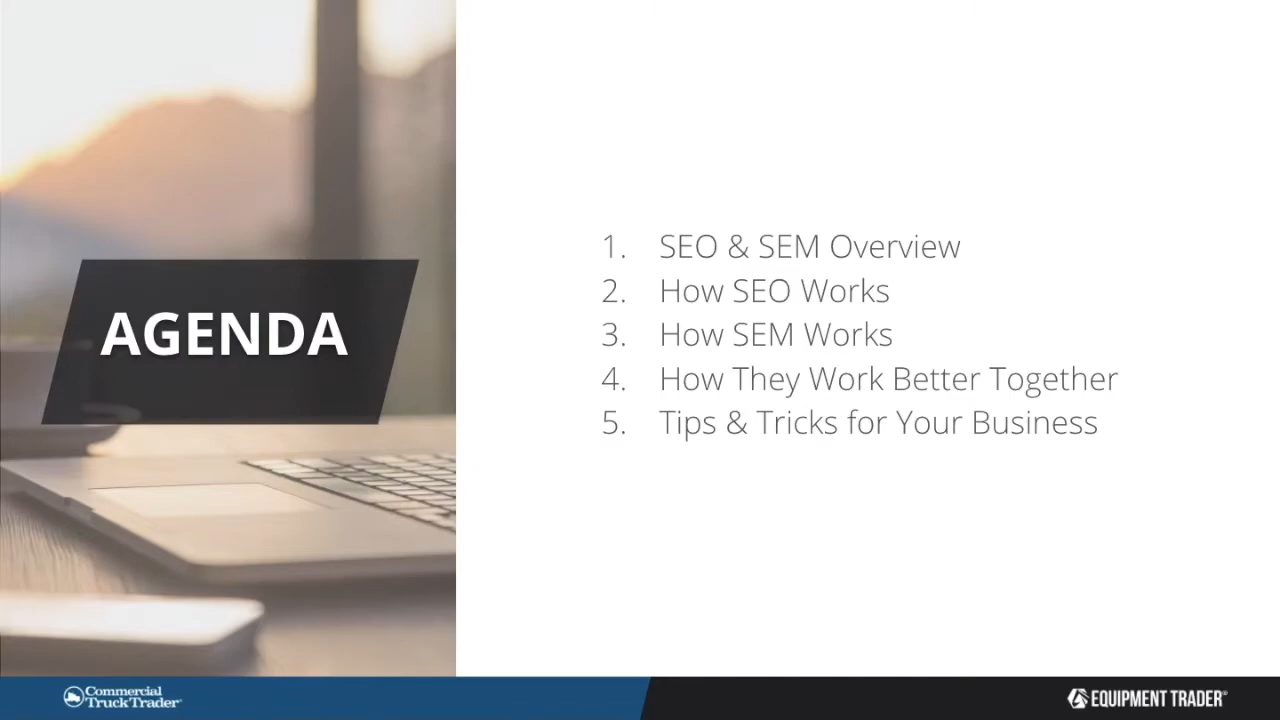 AGENDA
1. SEO & SEM Overview
2. How SEO Works
3. How SEM Works
4. How They Work Better Together
5. Tips & Tricks for Your Business
Commercial
Truck Trader
EQUIPMENT TRADER®